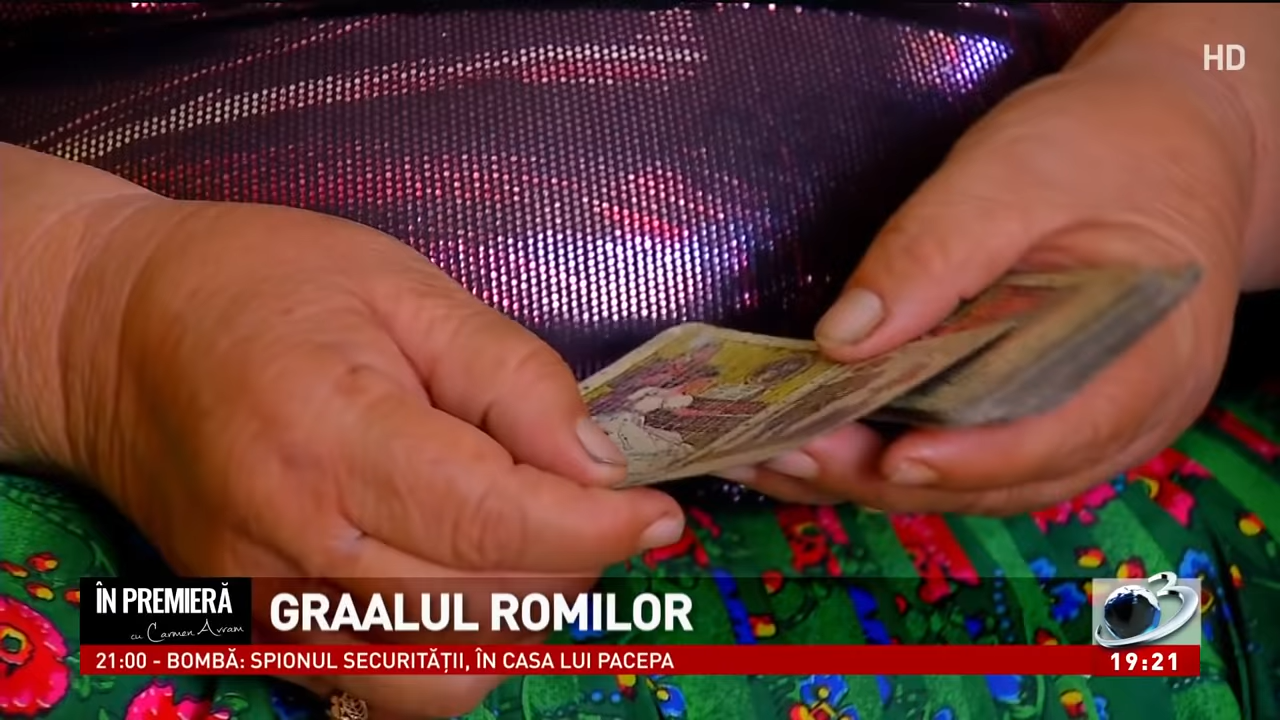 HD
ÎN PREMIERĂ
cu Carmen Avram
GRAALUL ROMILOR
21:00 - BOMBĂ: SPIONUL SECURITĂȚII, ÎN CASA LUI PACEPA
3
19:21